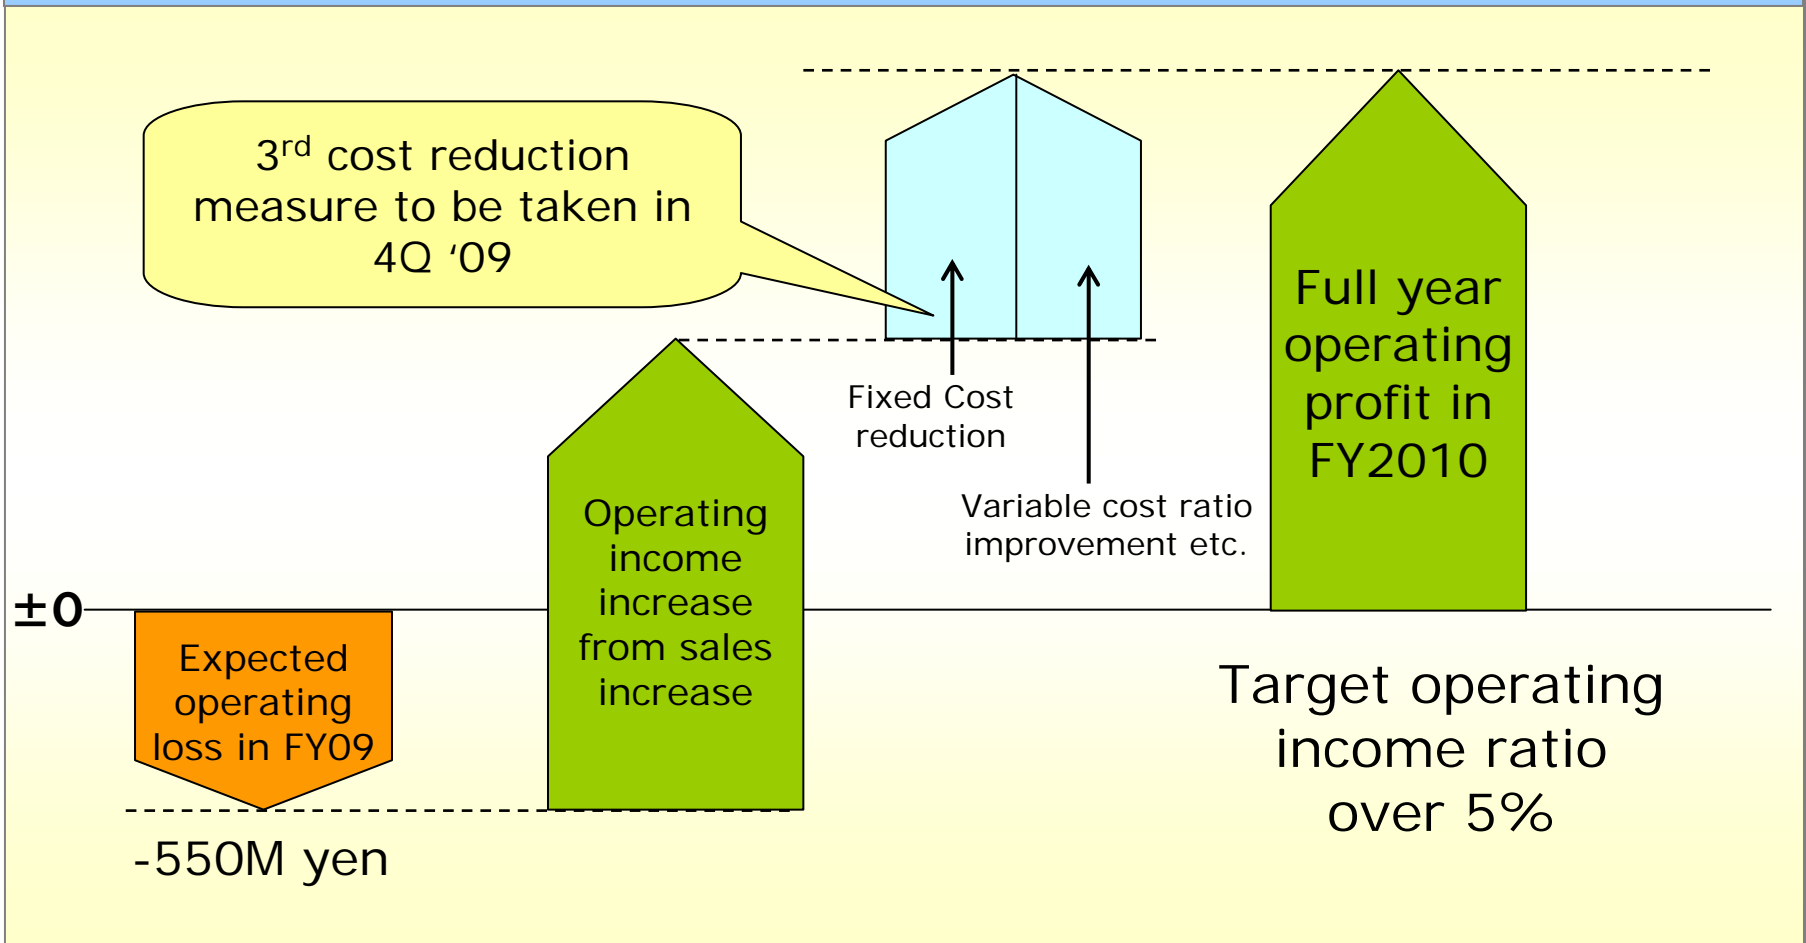 3rd cost reduction
measure to be taken in
4Q ‘09
Fixed Cost
reduction
Variable cost ratio
improvement etc.
Full year
operating
profit in
FY2010
Operating
income
increase
from sales
increase
±0
Expected
operating
loss in FY09
-550M yen
Target operating
income ratio
over 5%